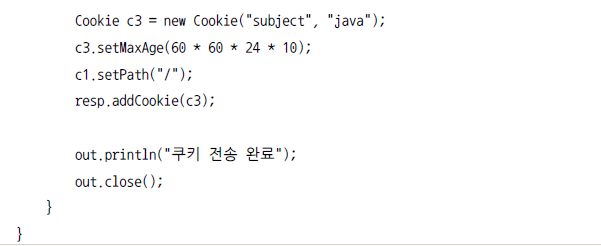 Cookie c3 = new Cookie("subject", "java");
c3.setMaxAge(60 * 60 * 24 * 10);
c1.setPath("/");
resp.addCookie(c3);
out.println("쿠키 전송 완료");
out.close();
}
}